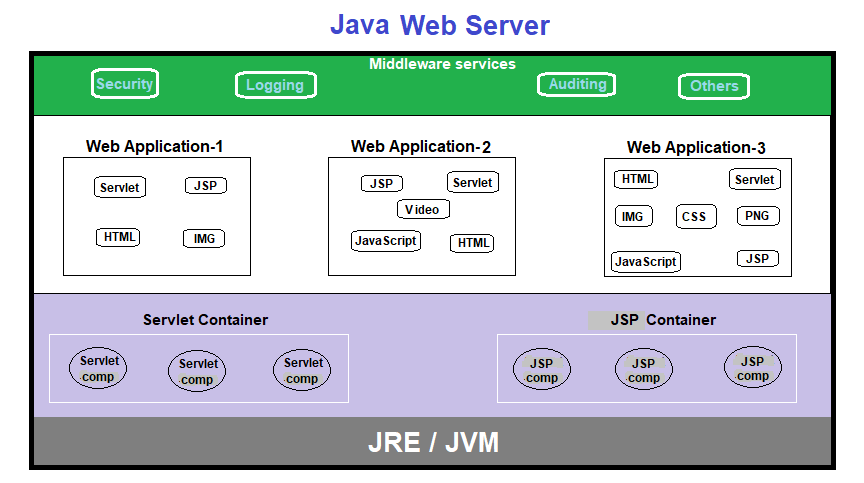 Java Web Server
Middleware services
Security
Logging
Auditing
Others
Web Application-1
Servlet
JSP
HTML
IMG
Web Application-2
JSP
Servlet
Video
JavaScript
HTML
Web Application-3
HTML
Servlet
IMG
CSS
PNG
JavaScript
JSP
Servlet Container
Servlet
comp
Servlet
comp
Servlet
comp
JSP Container
JSP
comp
JSP
comp
JSP
comp
JRE / JVM